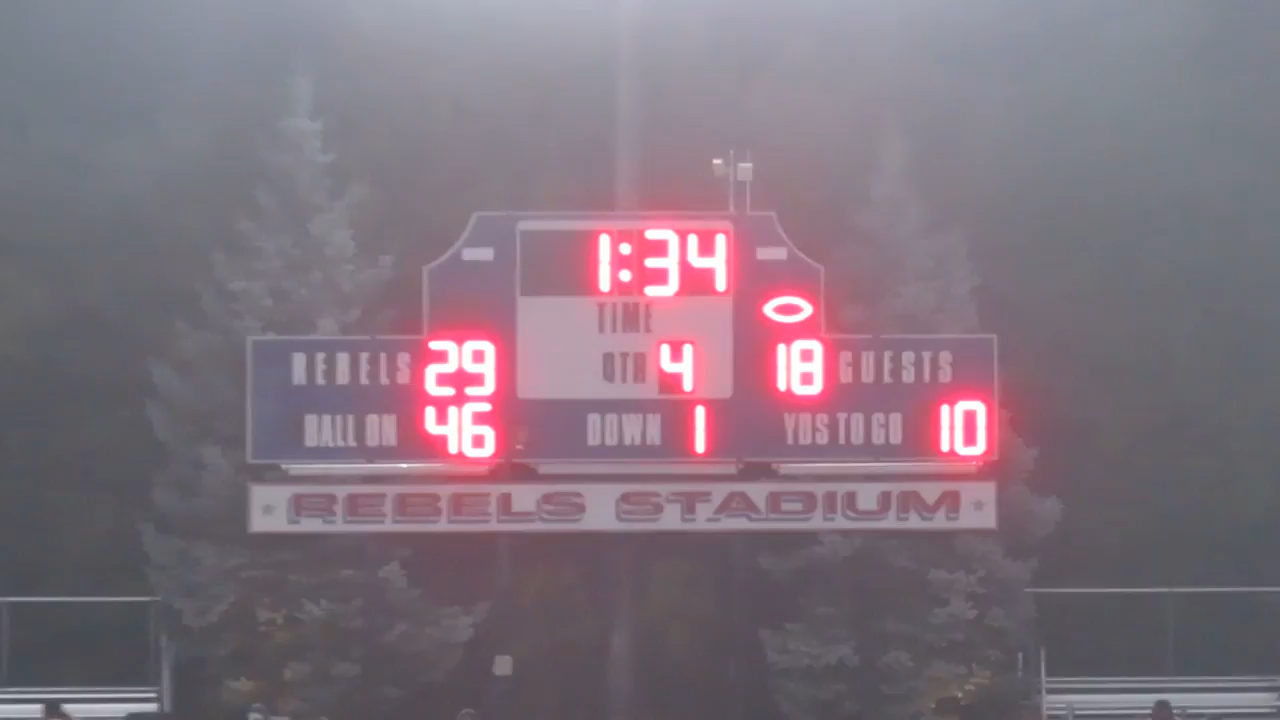 1:34
TIME
REBELS 29 QTR 4 18 GUESTS
BALL ON 46 DOWN 1 YDS TO GO 10
REBELS STADIUM